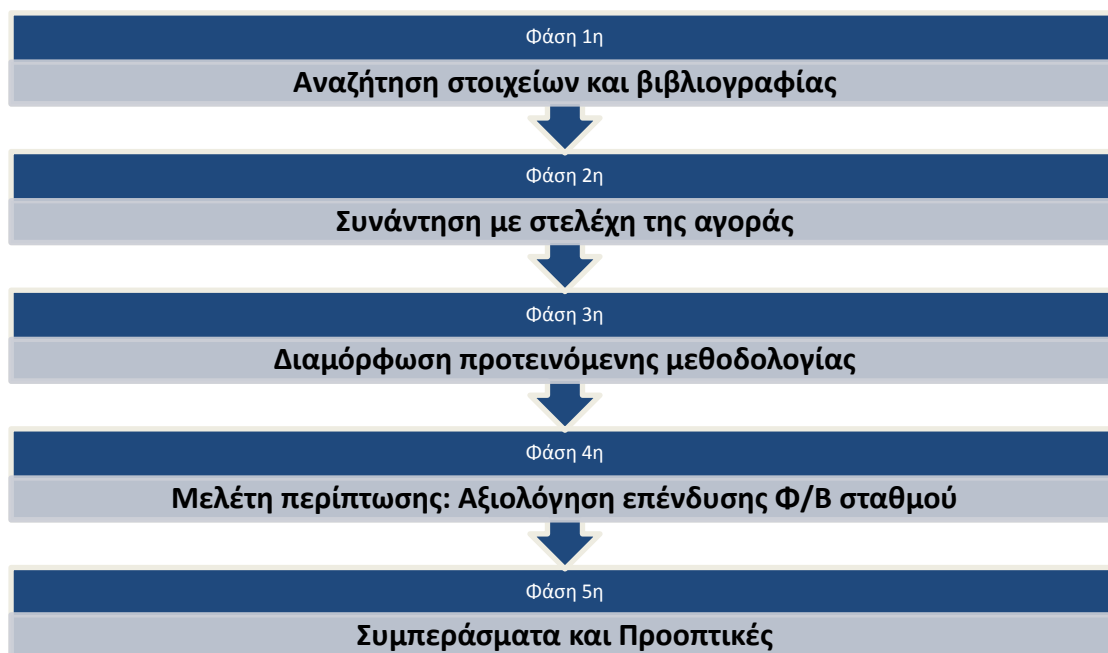 Φάση 1η
Αναζήτηση στοιχείων και βιβλιογραφίας
Φάση 2η
Συνάντηση με στελέχη της αγοράς
Φάση 3η
Διαμόρφωση προτεινόμενης μεθοδολογίας
Φάση 4η
Μελέτη περίπτωσης: Αξιολόγηση επένδυσης Φ/Β σταθμού
Φάση 5η
Συμπεράσματα και Προοπτικές